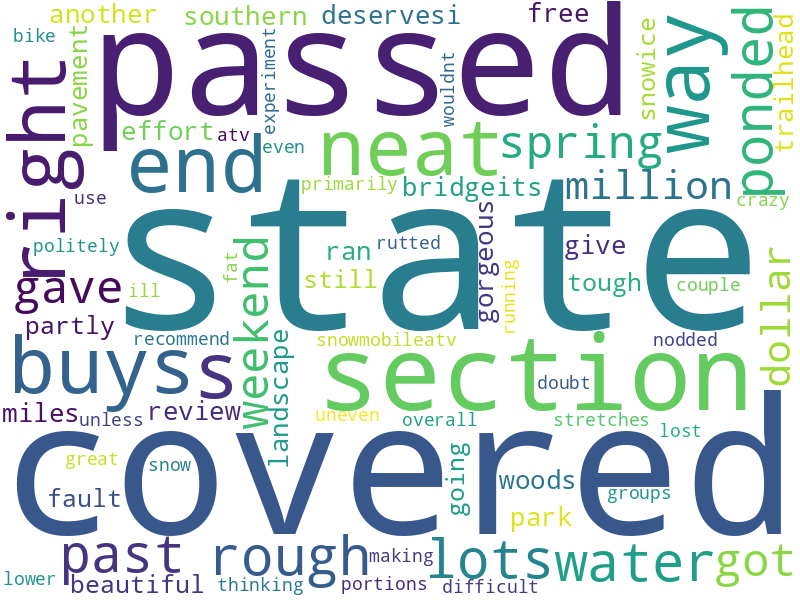 another
southern
deservesi
free
bike
passed
pavement
experiment
wouldnt
snowice
way
ponded
trailhead
right
effort
atv
end
even
neat
spring
use
primarily
bridgeits
million
crazy
state
politely
fat
weekend
ran
rutted
gorgeous
running
give
gave
ill
still
tough
couple
dollar
partly
recommend
landscape
snowmobileatv
nodded
buys
s
section
doubt
miles
unless
review
uneven
overall
stretches
lost
covered
great
snow
going
woods
fault
groups
park
past
rough
making
lots
water
got
lower
beautiful
thinking
portions
difficult